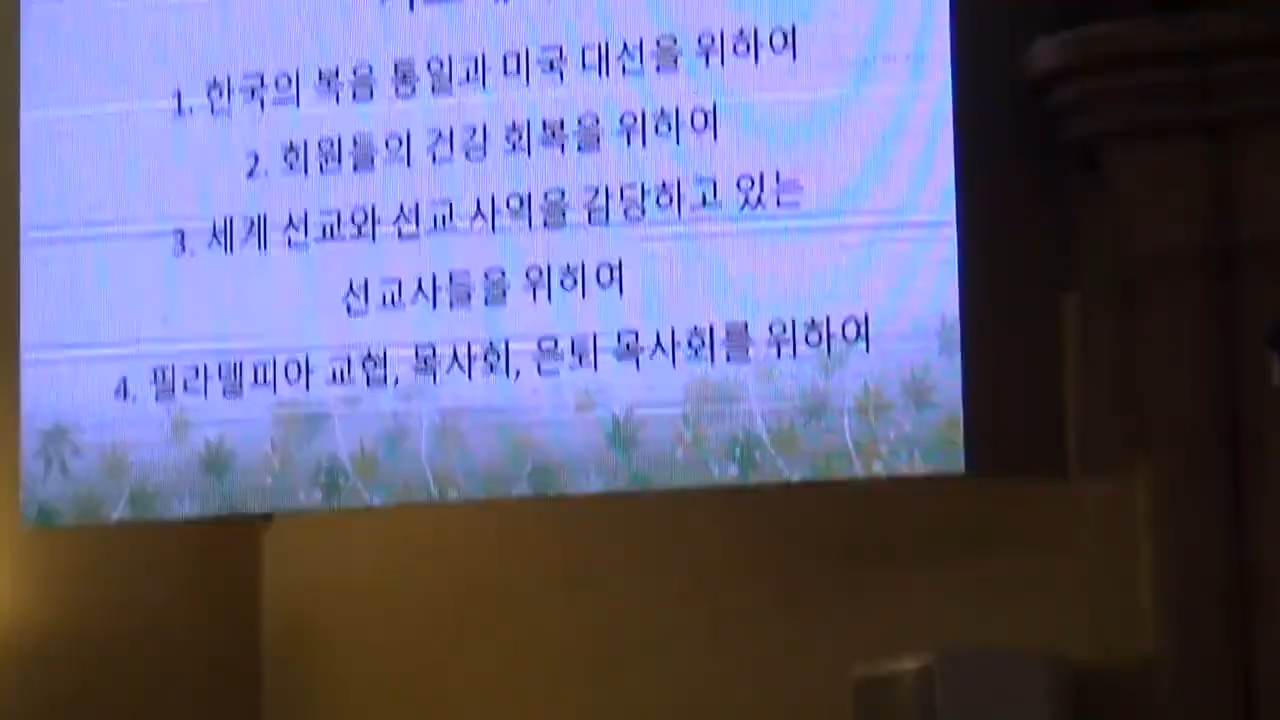 1. 한국의 복음 통일과 미국 대선을 위하여
2. 회원들의 건강 회복을 위하여
3. 세계 선교와 선교 사역을 감당하고 있는
선교사들을 위하여
4. 필라델피아 교협, 목사회, 은퇴 목사회를 위하여